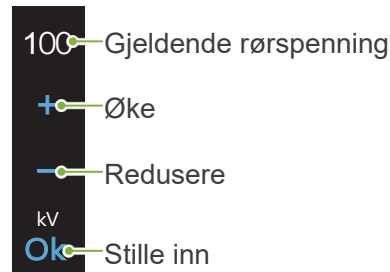 100 Gjeldende rørspenning
+ Øke
− Redusere
kV
Ok Stille inn